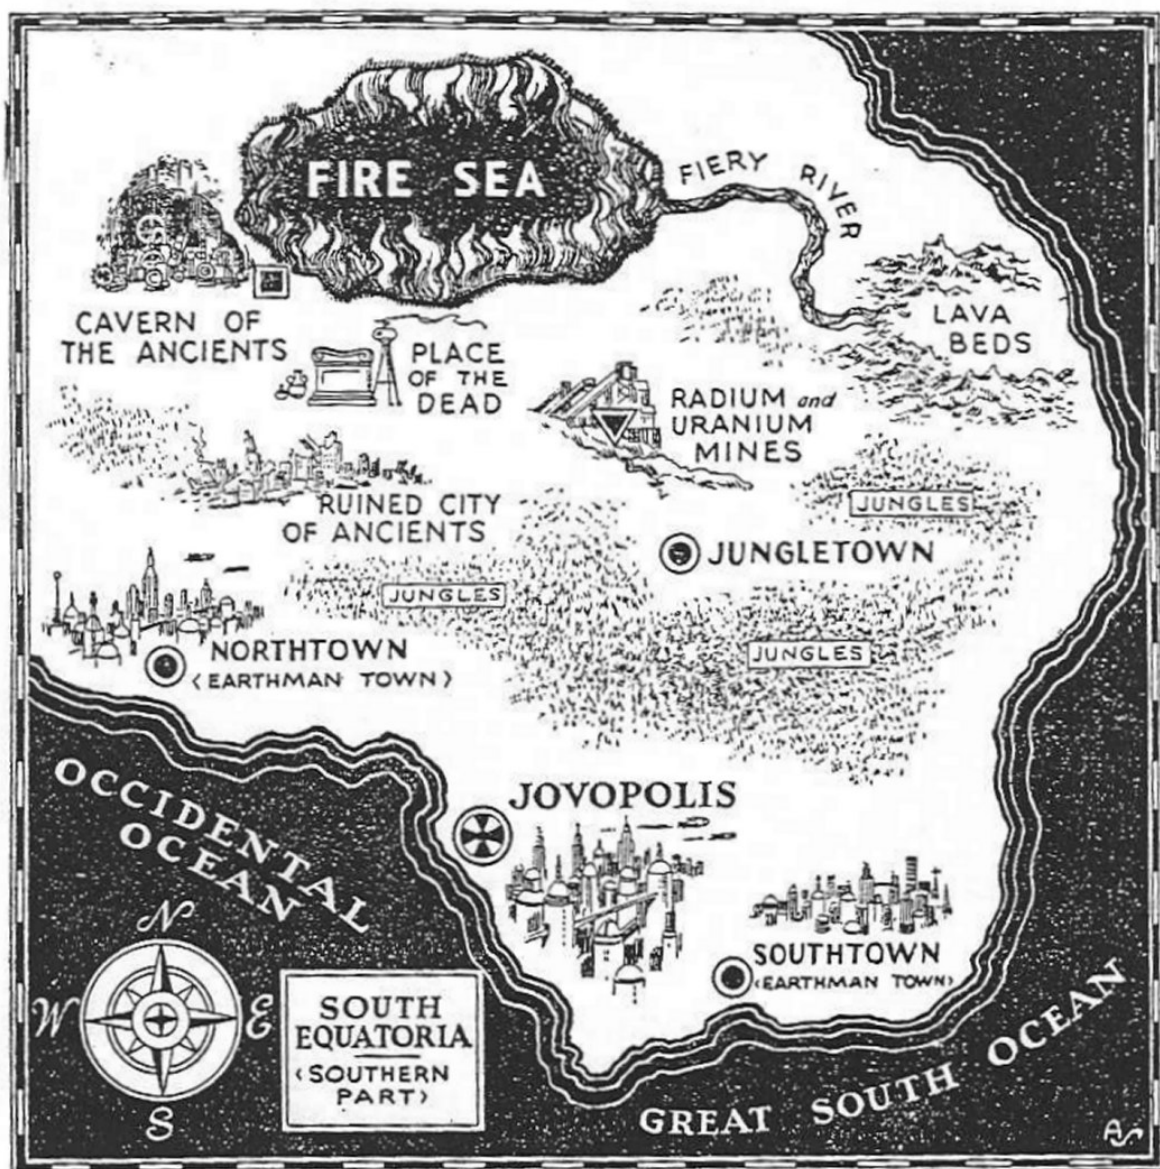 FIRE SEA
FIERY RIVER
CAVERN OF
THE ANCIENTS
PLACE
OF THE
DEAD
LAVA
BEDS
RADIUM and
URANIUM
MINES
RUINED CITY
OF ANCIENTS
JUNGLES
JUNGLETOWN
JUNGLES
JUNGLES
NORTHTOWN
(EARTHMAN TOWN)
JOVOPOLIS
OCCIDENTAL
OCEAN
SOUTHTOWN
(EARTHMAN TOWN)
N
W
E
S
SOUTH
EQUATORIA
(SOUTHERN
PART)
GREAT SOUTH OCEAN